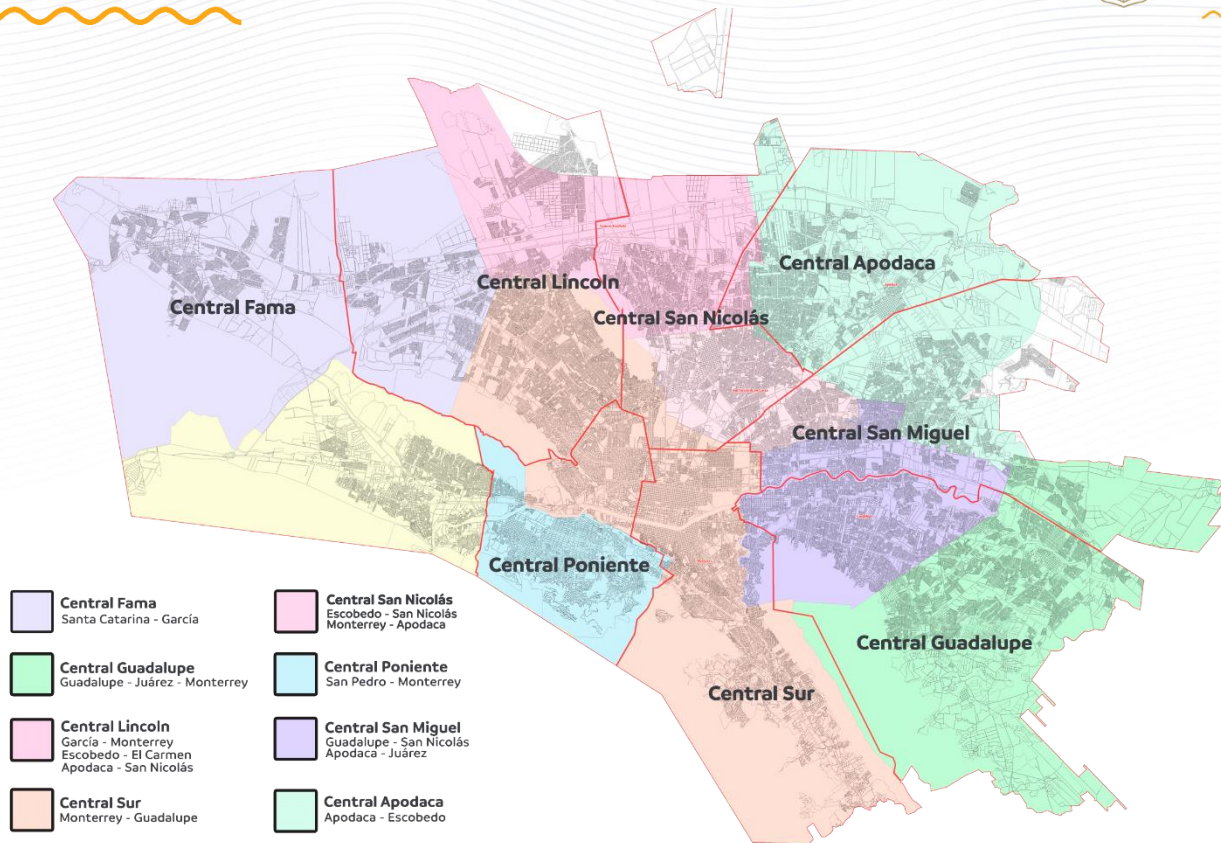 Central Apodaca
Central Lincoln
Central Fama
Central San Nicolás
Central San Miguel
Central Poniente
Central Guadalupe
Central Sur
Central Fama
Santa Catarina - García
Central Guadalupe
Guadalupe - Juárez - Monterrey
Central Lincoln
García - Monterrey
Escobedo - El Carmen
Apodaca - San Nicolás
Central Sur
Monterrey - Guadalupe
Central San Nicolás
Escobedo - San Nicolás
Monterrey - Apodaca
Central Poniente
San Pedro - Monterrey
Central San Miguel
Guadalupe - San Nicolás
Apodaca - Juárez
Central Apodaca
Apodaca - Escobedo